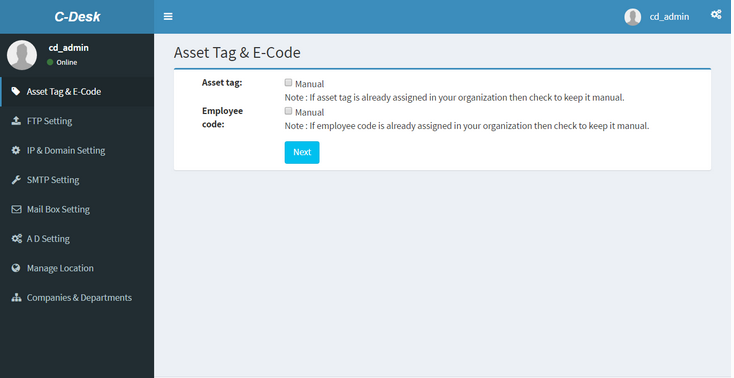 C-Desk
cd_admin
cd_admin
Online
Asset Tag & E-Code
FTP Setting
IP & Domain Setting
SMTP Setting
Mail Box Setting
A D Setting
Manage Location
Companies & Departments
Asset Tag & E-Code
Asset tag:
Manual
Note : If asset tag is already assigned in your organization then check to keep it manual.
Employee
code:
Manual
Note : If employee code is already assigned in your organization then check to keep it manual.
Next